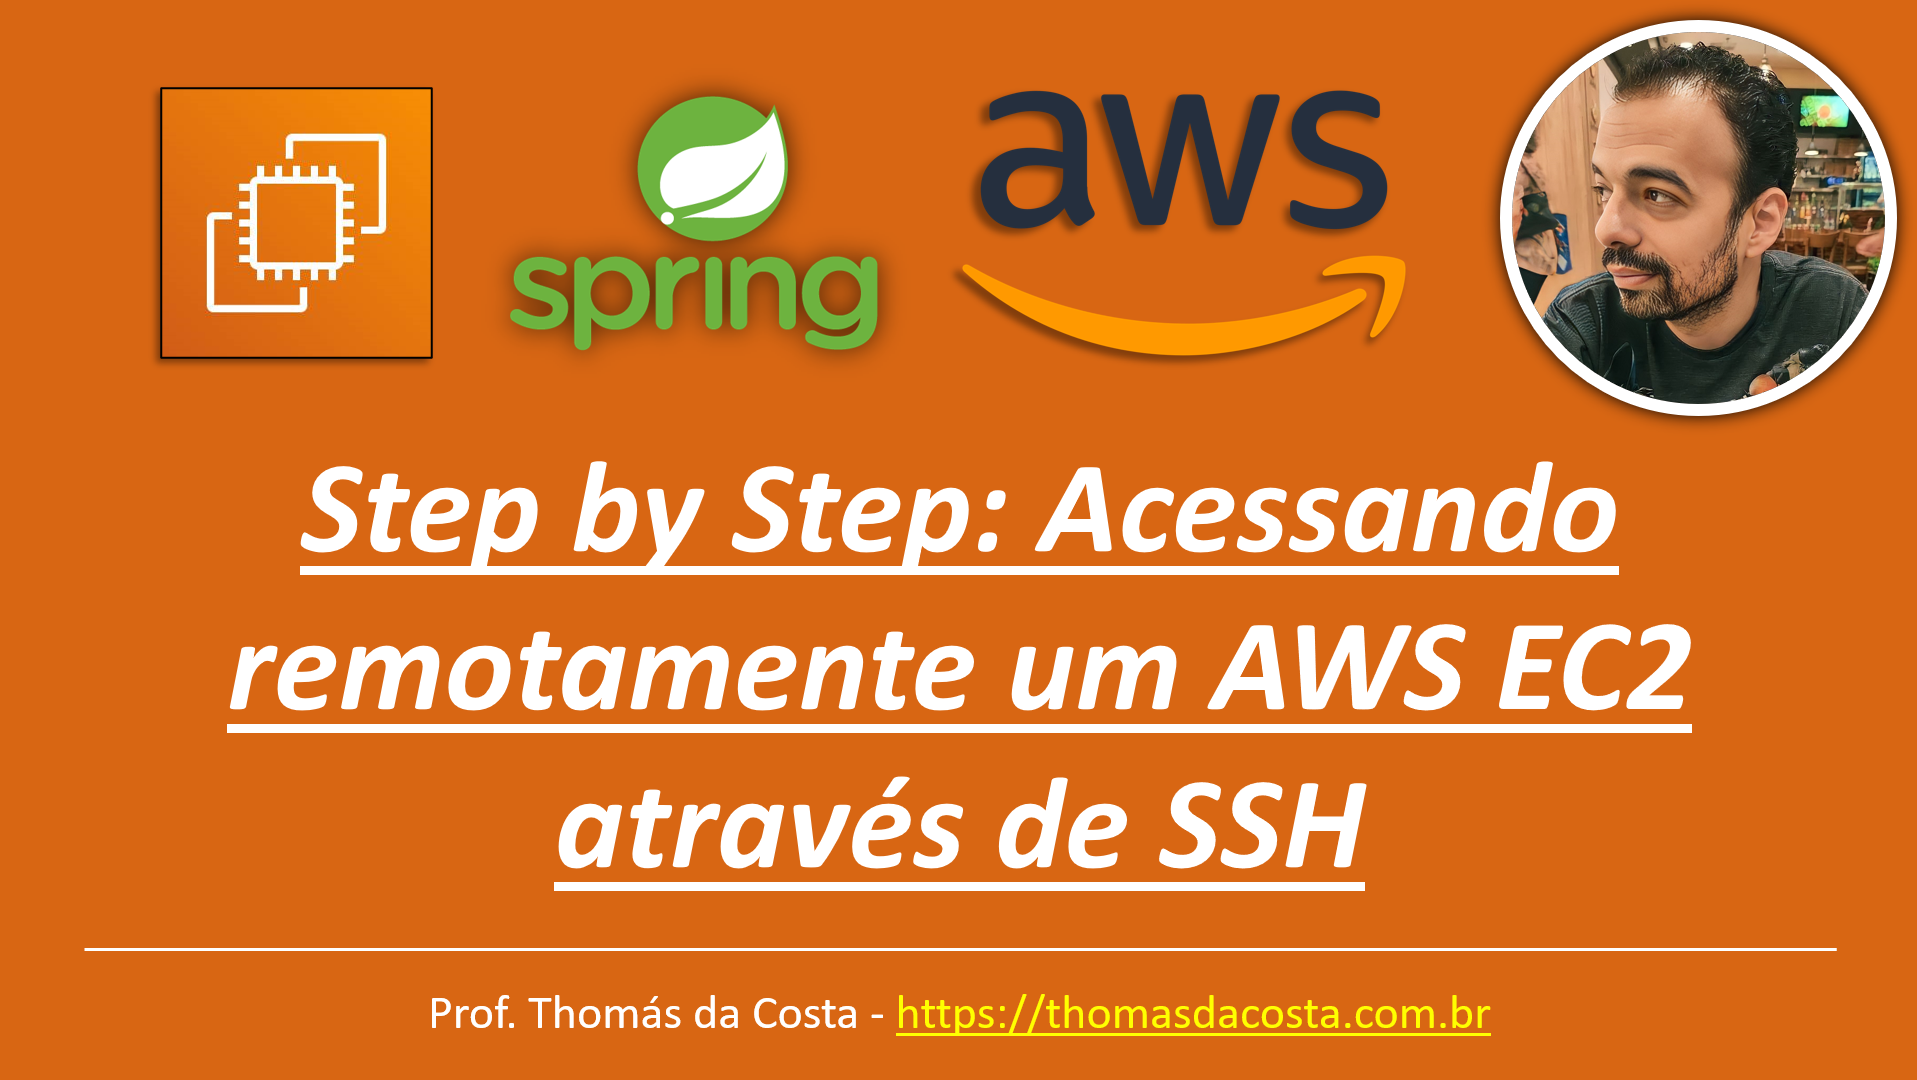 spring
aws
Step by Step: Acessando
remotamente um AWS EC2
através de SSH
Prof. Thomás da Costa - https://thomasdacosta.com.br